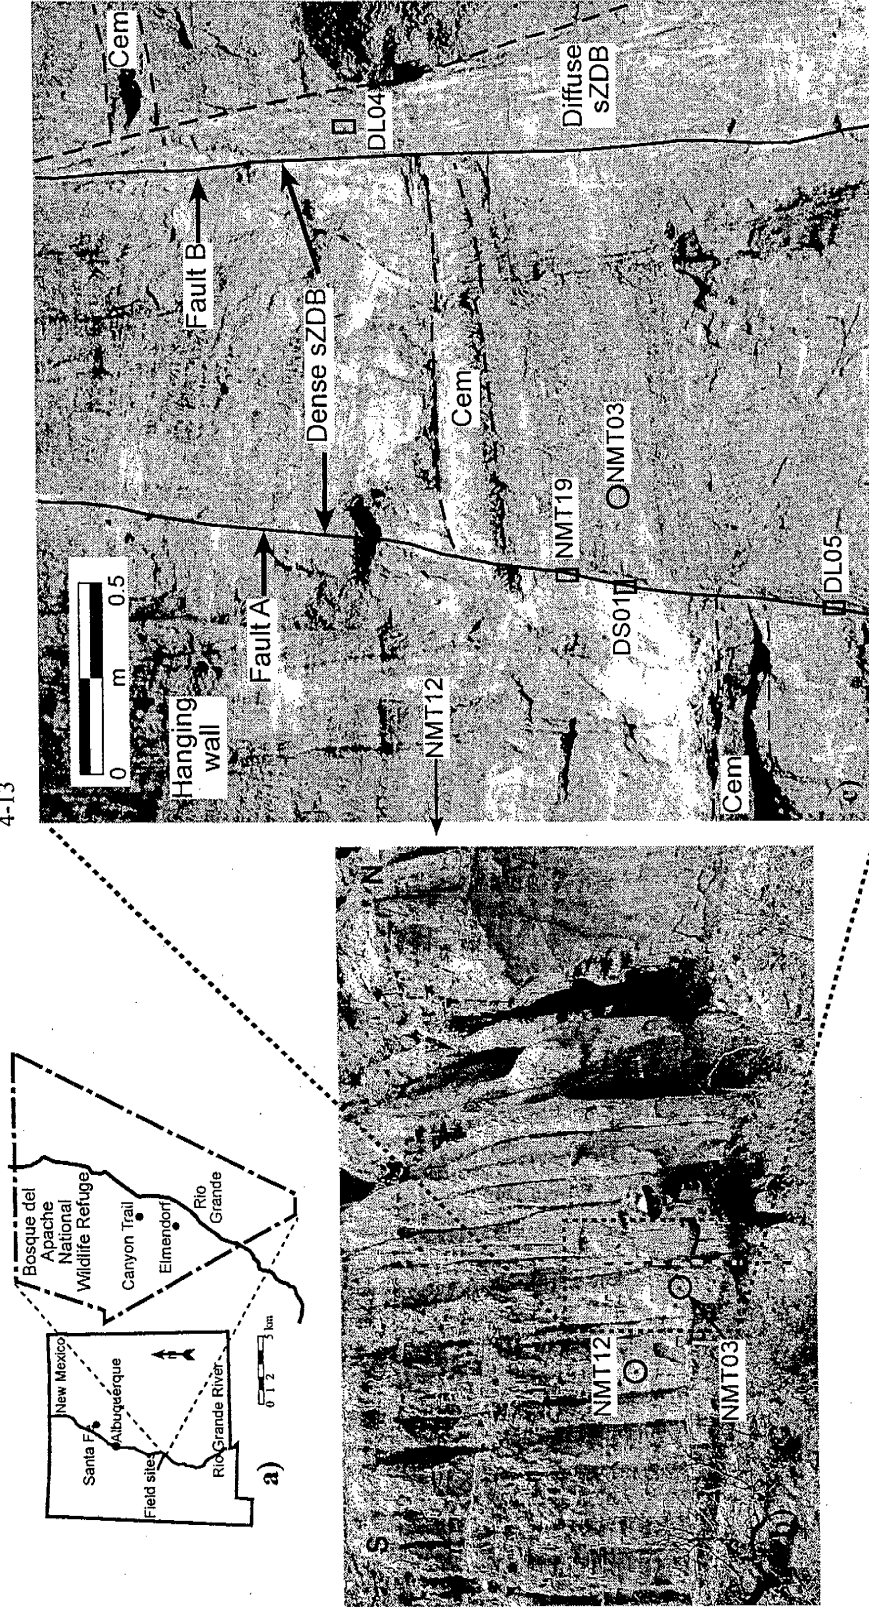 4-13
New Mexico
Santa Fe
Albuquerque
Field sites
Rio Grande River
a)
Bosque del
Apache
National
Wildlife Refuge
Canyon Trail
Elmendorf
Rio
Grande
0 1 2 3 km
S
N
NMT12
NMT03
b)
Hanging
wall
0 m 0.5
Fault A
Fault B
Dense sZDB
Cem
Cem
Cem
DL04
Diffuse
sZDB
NMT12
NMT19
NMT03
DS01
DL05
c)